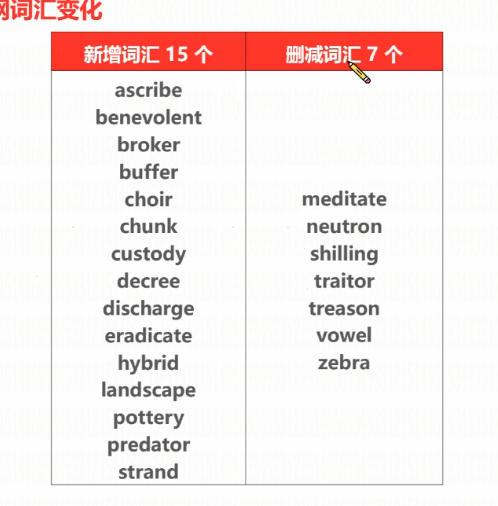 纲词汇变化
新增词汇 15 个
删减词汇 7 个
ascribe
benevolent
broker
buffer
choir
chunk
custody
decree
discharge
eradicate
hybrid
landscape
pottery
predator
strand
meditate
neutron
shilling
traitor
treason
vowel
zebra